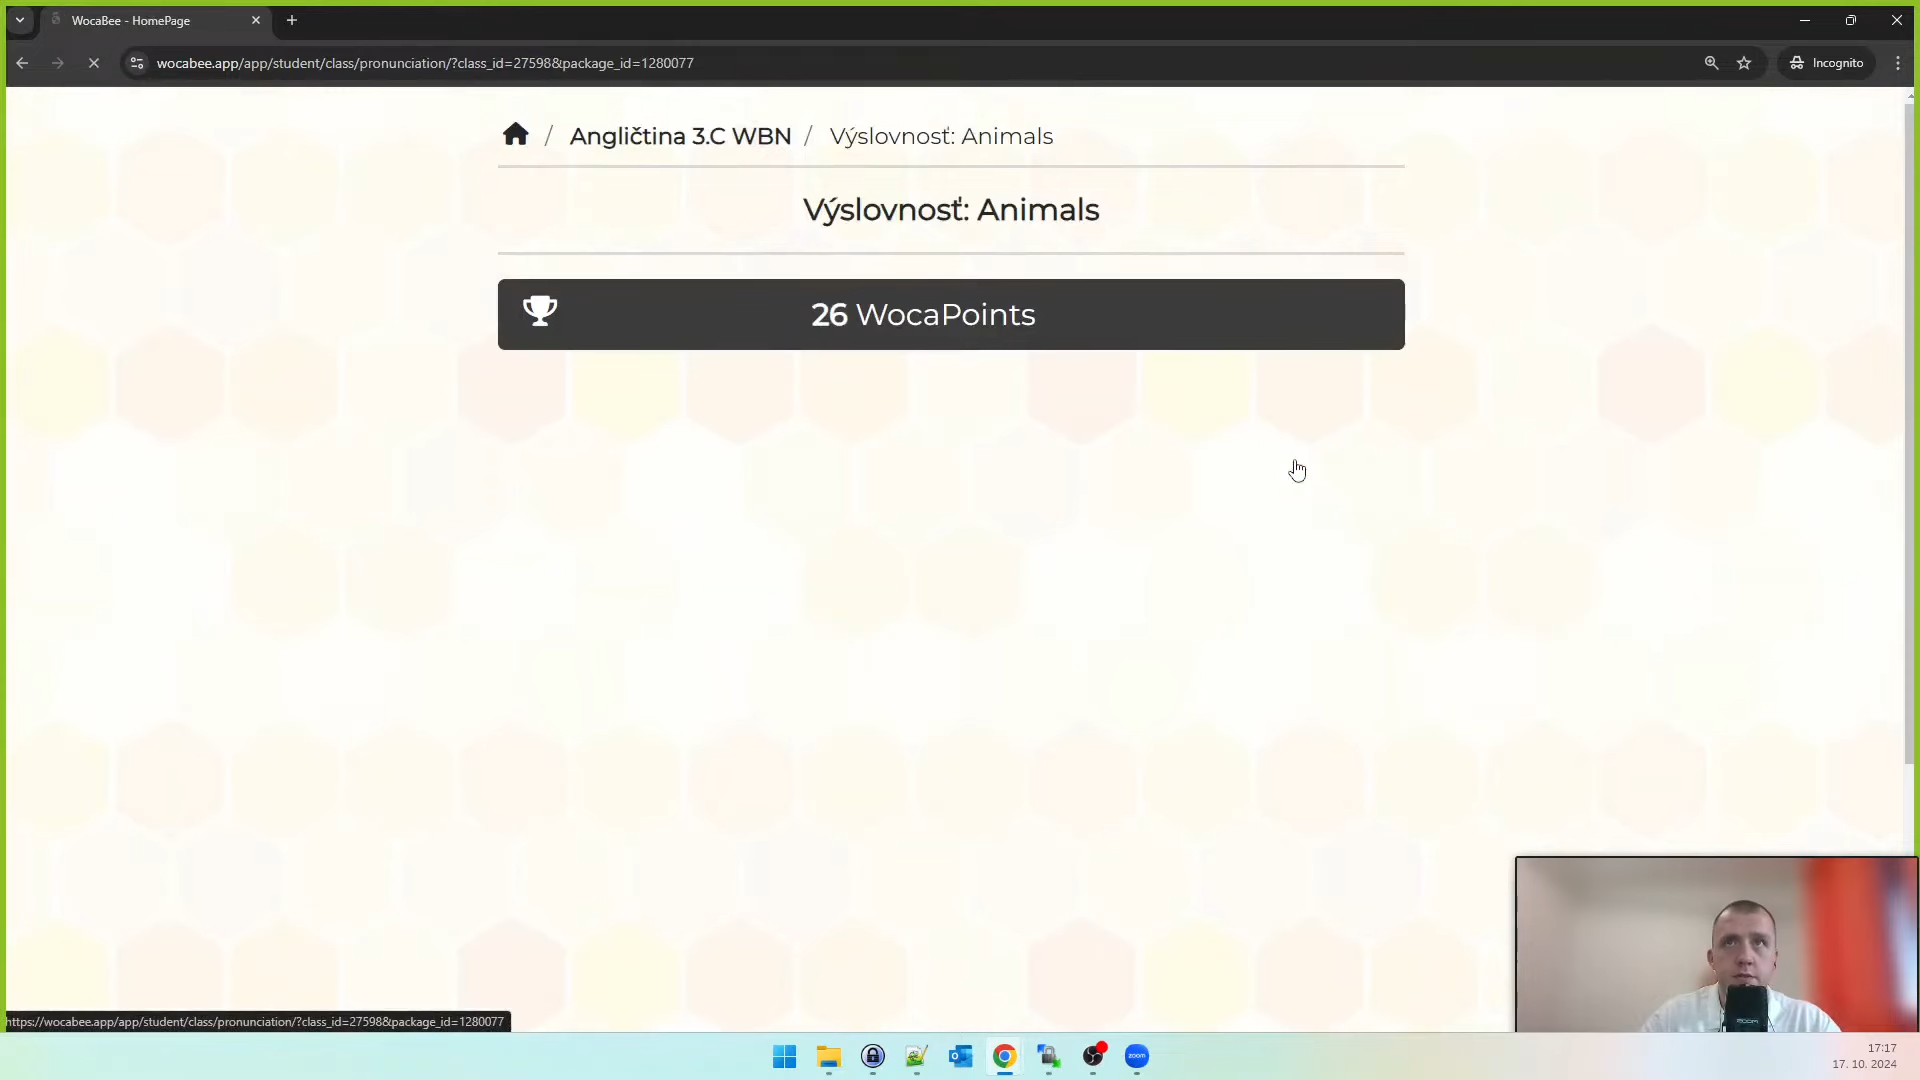 WocaBee - HomePage
wocabee.app/app/student/class/pronunciation/?class_id=27598&package_id=1280077
Incognito
/ Angličtina 3.C WBN / Výslovnosť: Animals
Výslovnosť: Animals
26 WocaPoints
https://wocabee.app/app/student/class/pronunciation/?class_id=27598&package_id=1280077
zoom
zoom
17:17
17. 10. 2024